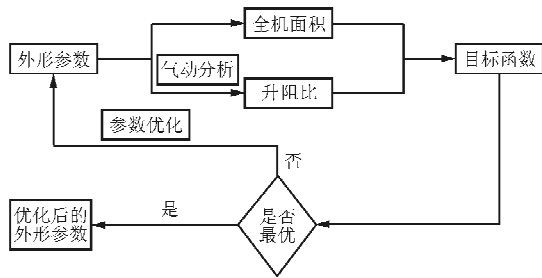 全机面积
外形参数
气动分析
目标函数
升阻比
参数优化
否
是
是否
最优
优化后的
外形参数